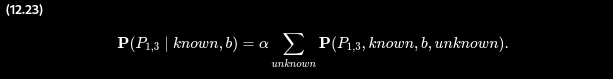 (12.23)
P(P₁,₃ | known, b) = α ∑ P(P₁,₃, known, b, unknown).
unknown